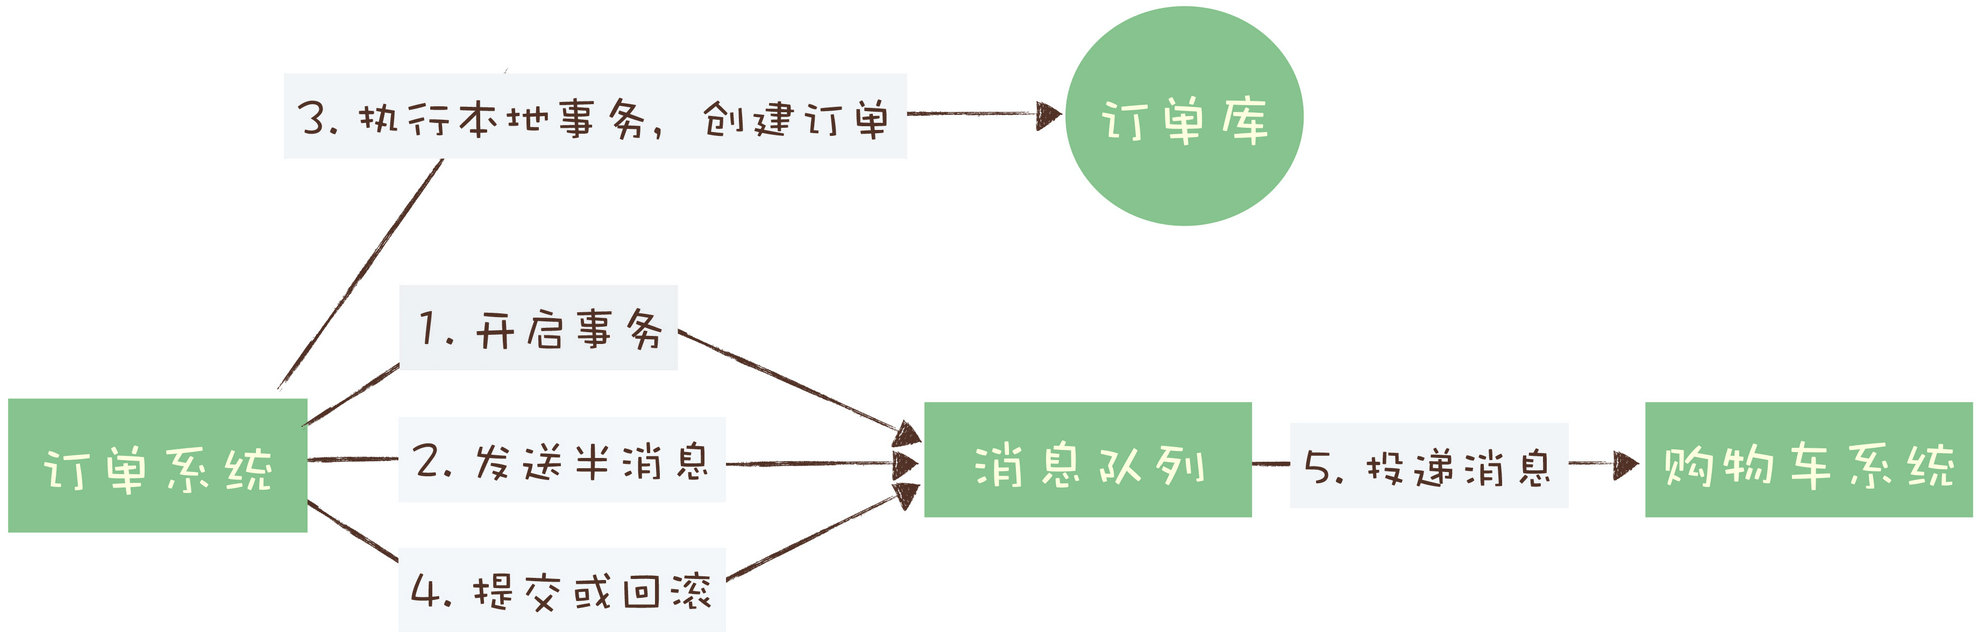 3. 执行本地事务，创建订单
订单库
1. 开启事务
订单系统
2. 发送半消息
消息队列
5. 投递消息
购物车系统
4. 提交或回滚